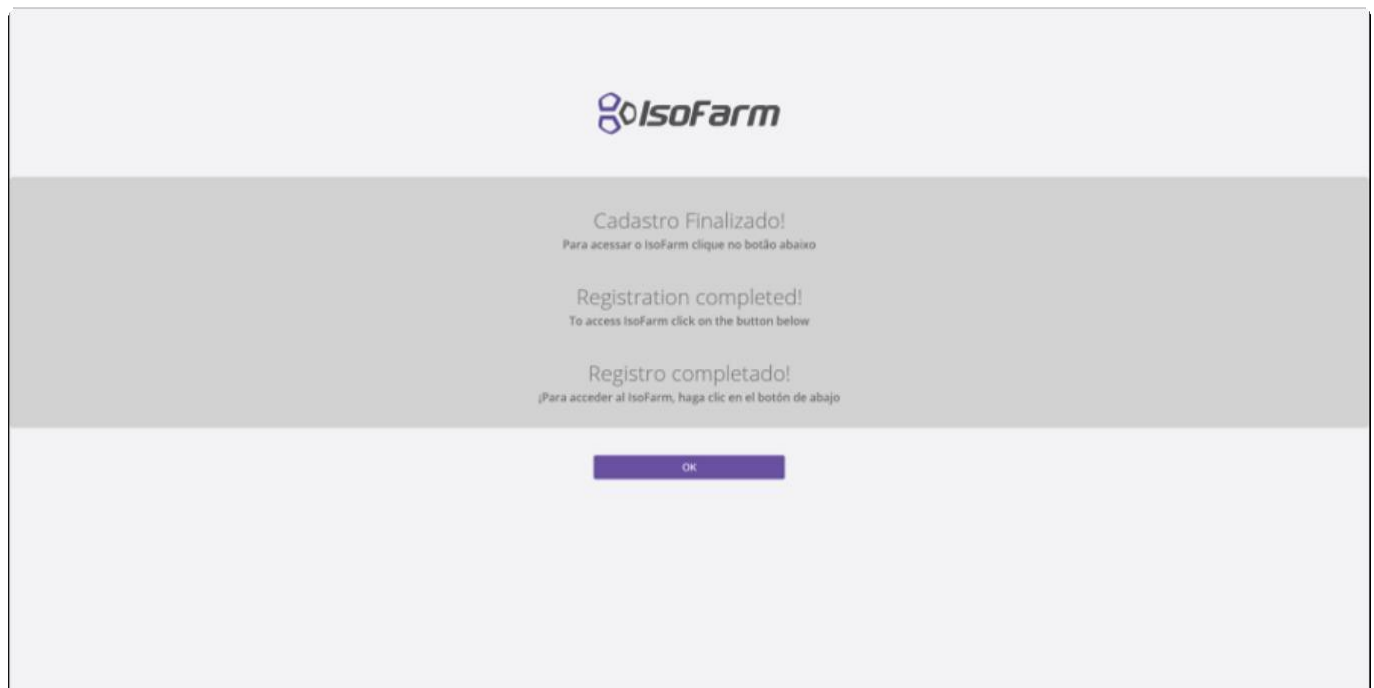 IsoFarm
Cadastro Finalizado!
Para acessar o IsoFarm clique no botão abaixo
Registration completed!
To access IsoFarm click on the button below
Registro completado!
¡Para acceder al IsoFarm, haga clic en el botón de abajo
OK